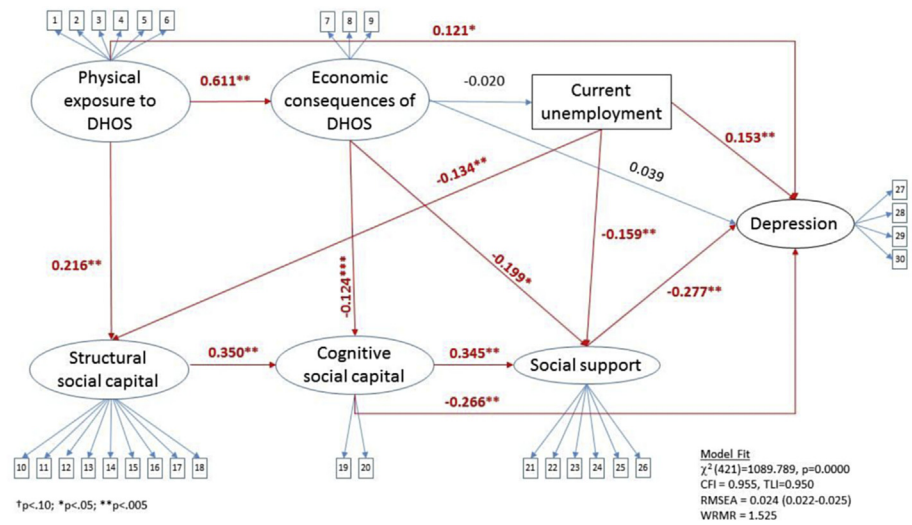 1 2 3 4 5 6
7 8 9
0.121*
Physical
exposure to
DHOS
0.611**
Economic
consequences of
DHOS
-0.020
Current
unemployment
0.153**
-0.134**
0.039
27
28
29
30
Depression
0.216**
-0.124***
-0.199*
-0.159**
-0.277**
Structural
social capital
0.350**
Cognitive
social capital
0.345**
Social support
-0.266**
10 11 12 13 14 15 16 17 18
19 20
21 22 23 24 25 26
†p<.10; *p<.05; **p<.005
Model Fit
χ² (421)=1089.789, p=0.0000
CFI = 0.955, TLI=0.950
RMSEA = 0.024 (0.022-0.025)
WRMR = 1.525